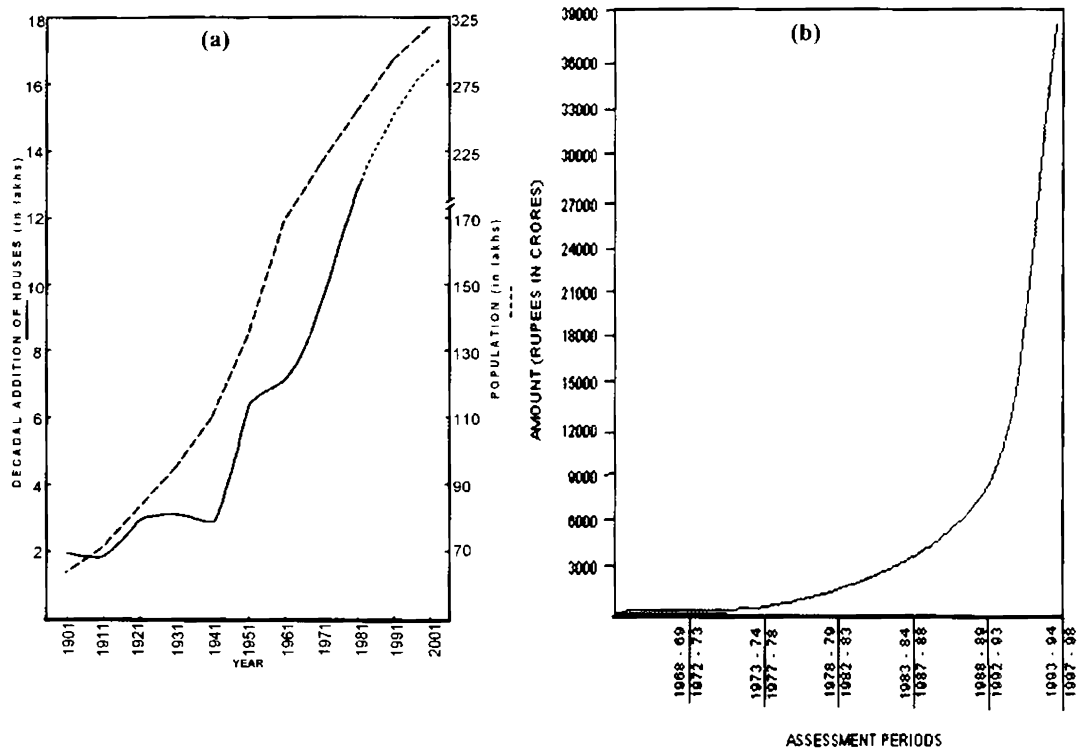 (a)
18
16
14
12
10
8
6
4
2
DECADAL ADDITION OF HOUSES (in lakhs)
325
275
225
170
150
130
110
90
70
POPULATION (in lakhs)
1901
1911
1921
1931
1941
1951
1961
1971
1981
1991
2001
YEAR
(b)
39000
36000
33000
30000
27000
24000
21000
18000
15000
12000
9000
6000
3000
AMOUNT (RUPEES IN CRORES)
1968 - 69
1972 - 73
1973 - 74
1977 - 78
1978 - 79
1982 - 83
1983 - 84
1987 - 88
1988 - 89
1992 - 93
1993 - 94
1997 - 98
ASSESSMENT PERIODS